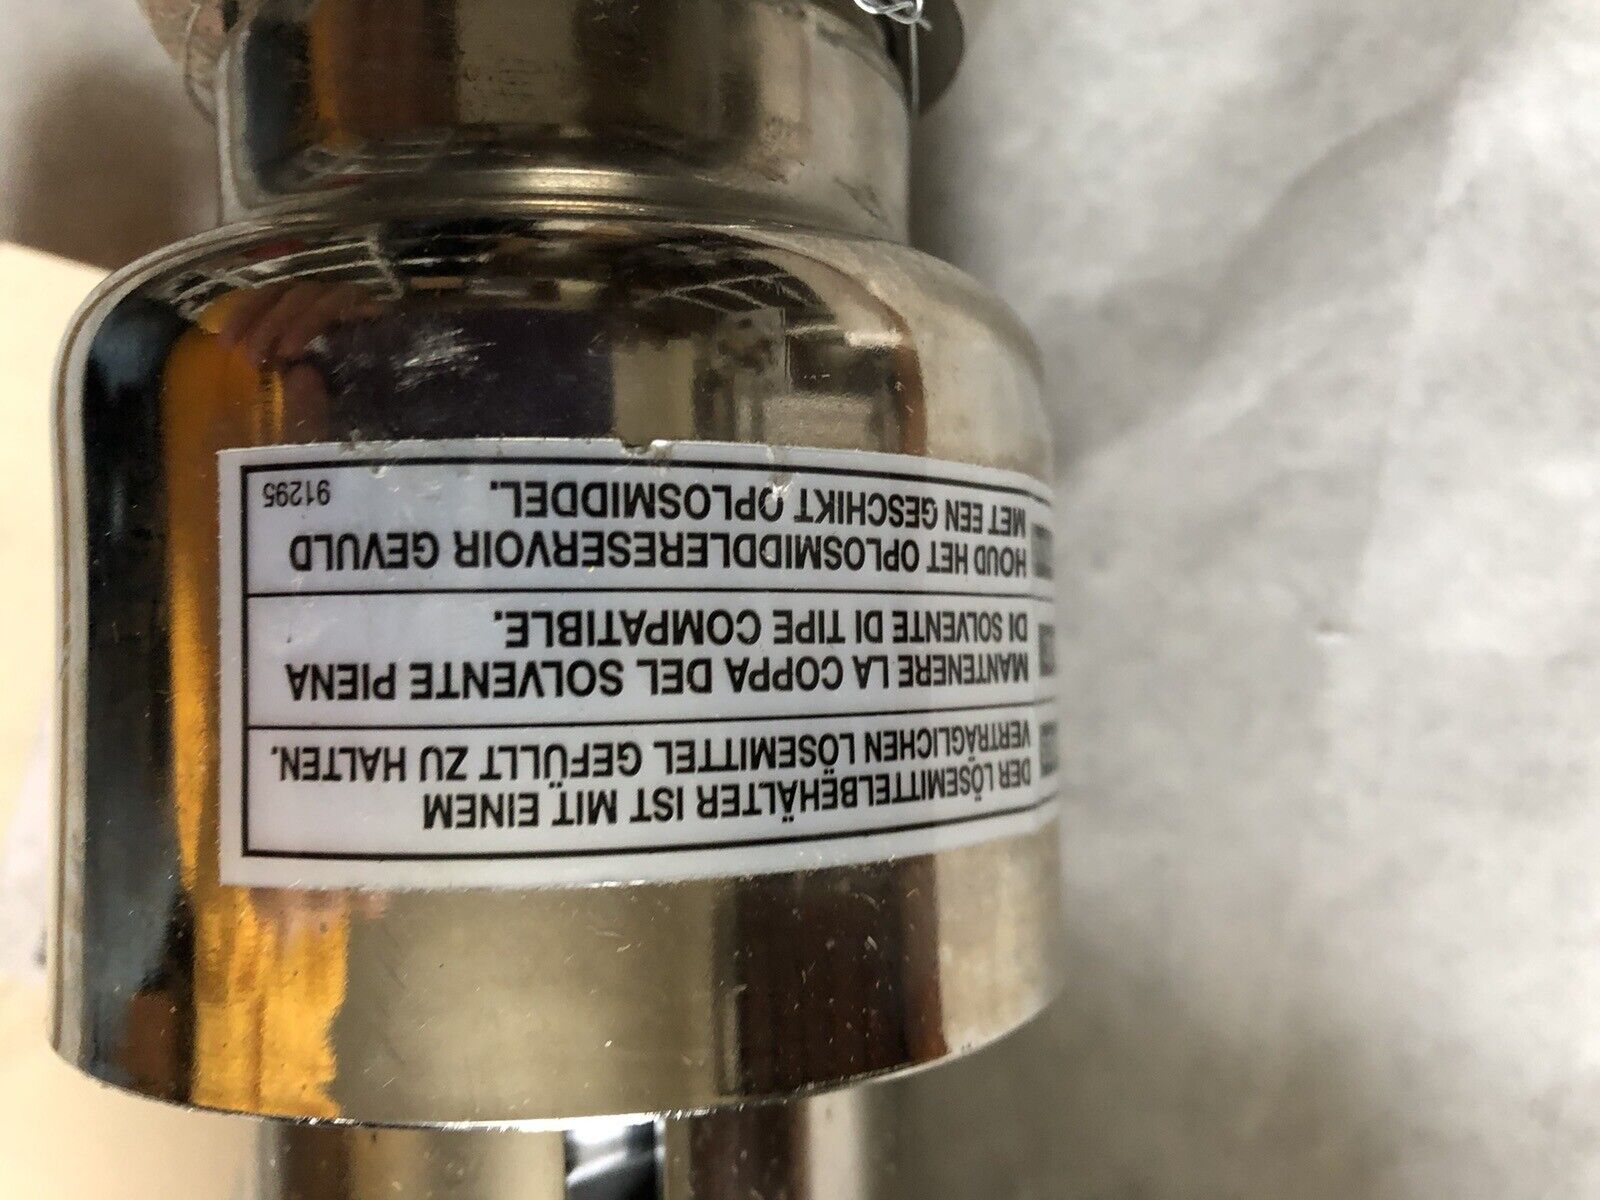 DER LÖSEMITTELBEHÄLTER IST MIT EINEM
VERTRÄGLICHEN LÖSEMITTEL GEFÜLLT ZU HALTEN.
MANTENERE LA COPPA DEL SOLVENTE PIENA
DI SOLVENTE DI TIPE COMPATIBLE.
HOUD HET OPLOSMIDDLERESERVOIR GEVULD
MET EEN GESCHIKT OPLOSMIDDEL.
91295